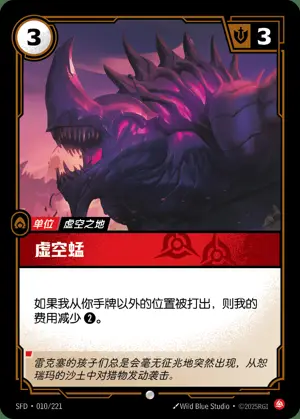 3
3
单位 虚空之地
虚空蜢
如果我从你手牌以外的位置被打出，则我的
费用减少 2。
雷克塞的孩子们总是会毫无征兆地突然出现，从恕
瑞玛的沙土中对猎物发动袭击。
SFD • 010/221
Wild Blue Studio • ©2025RGI